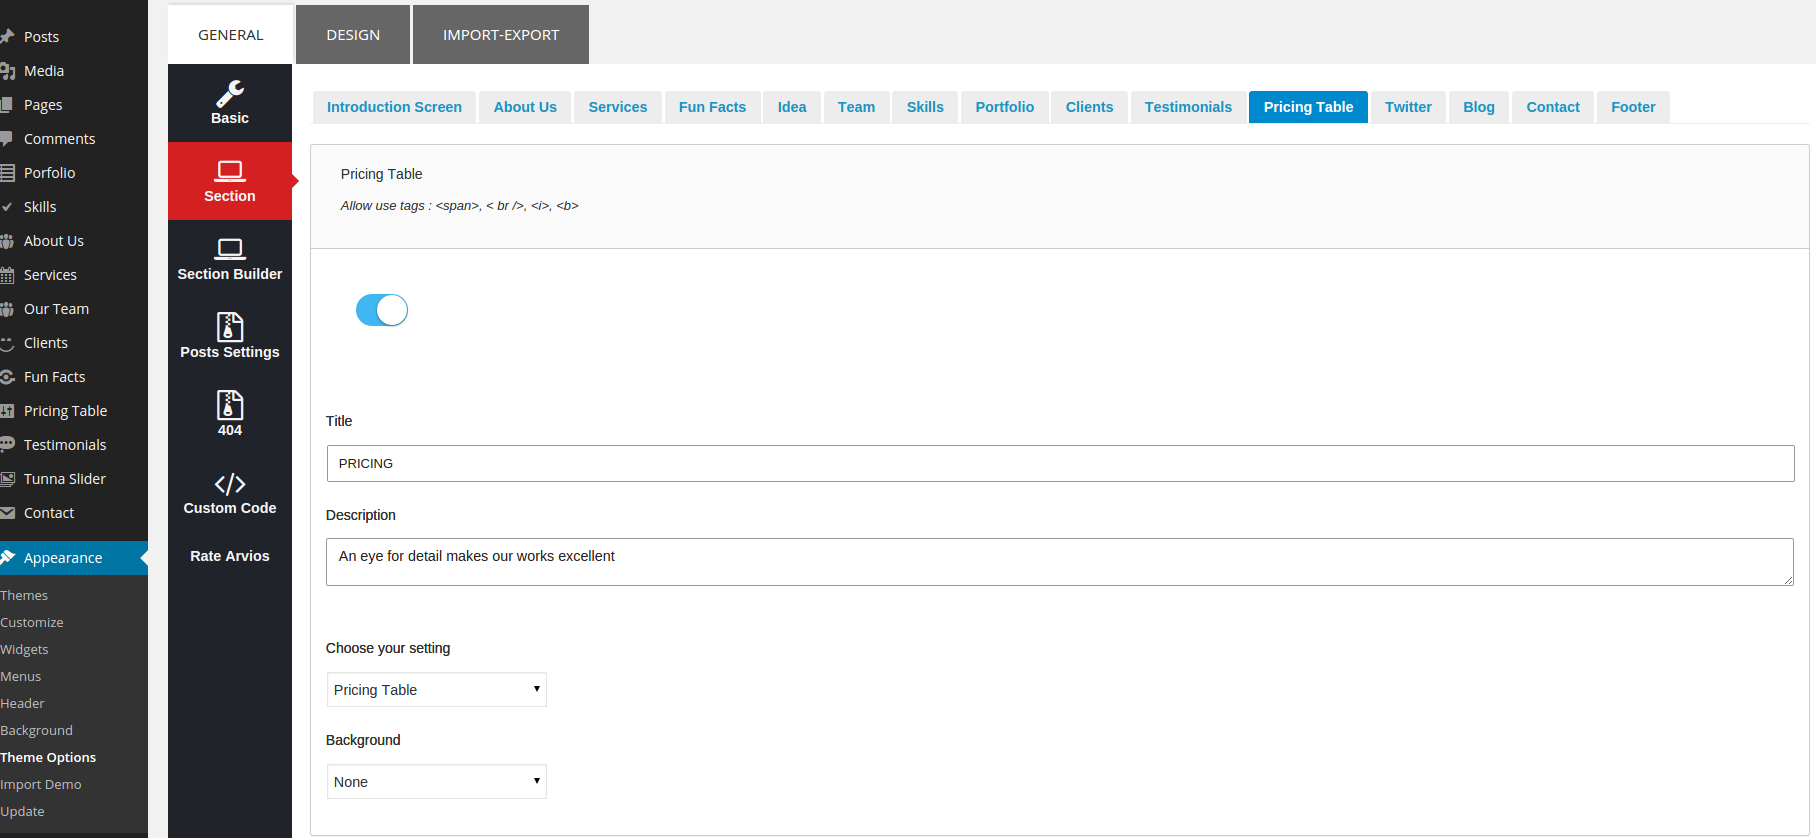 Posts
Media
Pages
Comments
Porfolio
Skills
About Us
Services
Our Team
Clients
Fun Facts
Pricing Table
Testimonials
Tunna Slider
Contact
Appearance
Themes
Customize
Widgets
Menus
Header
Background
Theme Options
Import Demo
Update
GENERAL DESIGN IMPORT-EXPORT
Basic
Section
Section Builder
Posts Settings
404
Custom Code
Rate Arvios
Introduction Screen About Us Services Fun Facts Idea Team Skills Portfolio Clients Testimonials Pricing Table Twitter Blog Contact Footer
Pricing Table
Allow use tags : <span>, < br />, <i>, <b>
Title
PRICING
Description
An eye for detail makes our works excellent
Choose your setting
Pricing Table
Background
None